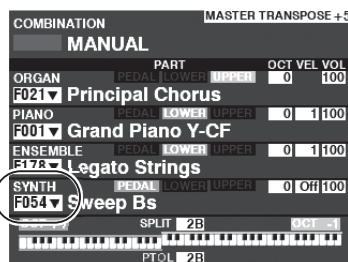 MASTER TRANSPOSE +5
COMBINATION
MANUAL
PART OCT VEL VOL
ORGAN PEDAL LOWER UPPER 0 100
F021▼ Principal Chorus
PIANO PEDAL LOWER UPPER 0 1 100
F001▼ Grand Piano Y-CF
ENSEMBLE PEDAL LOWER UPPER 0 1 100
F178▼ Legato Strings
SYNTH PEDAL LOWER UPPER 0 Off 100
F054▼ Sweep Bs
SPLIT 2B OCT -1
PTOL 2B